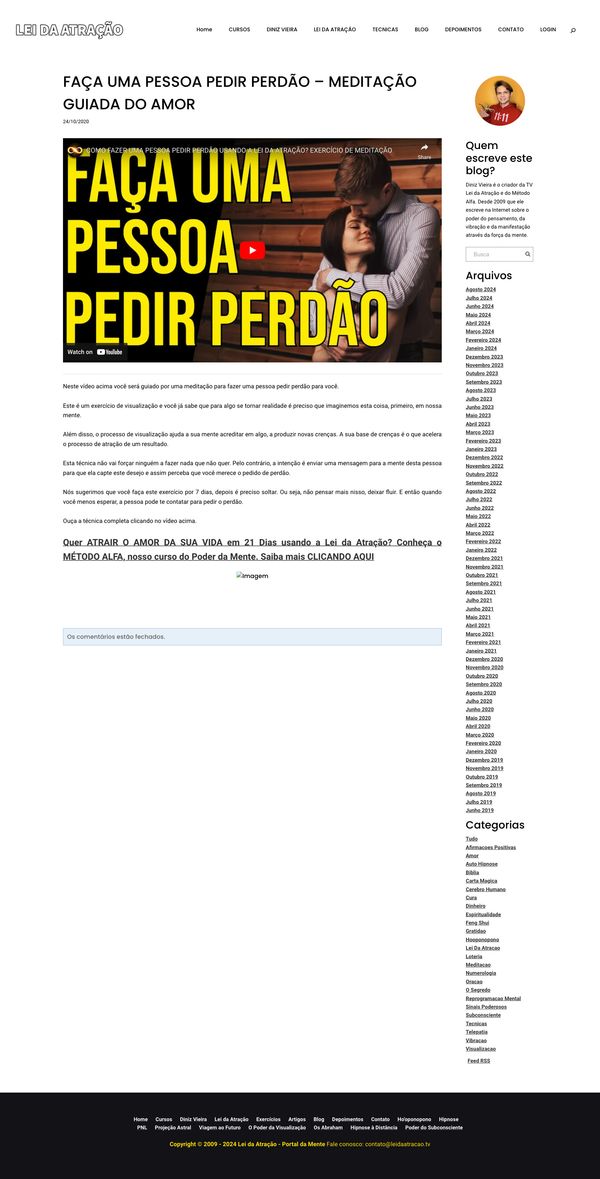 LEI DA ATRAÇÃO
Home CURSOS DINIZ VIEIRA LEI DA ATRAÇÃO TECNICAS BLOG DEPOIMENTOS CONTATO LOGIN
FAÇA UMA PESSOA PEDIR PERDÃO – MEDITAÇÃO
GUIADA DO AMOR
24/10/2020
COMO FAZER UMA PESSOA PEDIR PERDÃO USANDO A LEI DA ATRAÇÃO? EXERCÍCIO DE MEDITAÇÃO
Share
FAÇA UMA
PESSOA
PEDIR PERDÃO
Watch on YouTube
Neste vídeo acima você será guiado por uma meditação para fazer uma pessoa pedir perdão para você.
Este é um exercício de visualização e você já sabe que para algo se tornar realidade é preciso que imaginemos esta coisa, primeiro, em nossa
mente.
Além disso, o processo de visualização ajuda a sua mente acreditar em algo, a produzir novas crenças. A sua base de crenças é o que acelera
o processo de atração de um resultado.
Esta técnica não vai forçar ninguém a fazer nada que não quer. Pelo contrário, a intenção é enviar uma mensagem para a mente desta pessoa
para que ela capte este desejo e assim perceba que você merece o pedido de perdão.
Nós sugerimos que você faça este exercício por 7 dias, depois é preciso soltar. Ou seja, não pensar mais nisso, deixar fluir. E então quando
você menos esperar, a pessoa pode te contatar para pedir o perdão.
Ouça a técnica completa clicando no vídeo acima.
Quer ATRAIR O AMOR DA SUA VIDA em 21 Dias usando a Lei da Atração? Conheça o
MÉTODO ALFA, nosso curso do Poder da Mente. Saiba mais CLICANDO AQUI
Imagem
Os comentários estão fechados.
11:11
Quem
escreve este
blog?
Diniz Vieira é o criador da TV
Lei da Atração e do Método
Alfa. Desde 2009 que ele
escreve na Internet sobre o
poder do pensamento, da
vibração e da manifestação
através da força da mente.
Busca
Arquivos
Agosto 2024
Julho 2024
Junho 2024
Maio 2024
Abril 2024
Março 2024
Fevereiro 2024
Janeiro 2024
Dezembro 2023
Novembro 2023
Outubro 2023
Setembro 2023
Agosto 2023
Julho 2023
Junho 2023
Maio 2023
Abril 2023
Março 2023
Fevereiro 2023
Janeiro 2023
Dezembro 2022
Novembro 2022
Outubro 2022
Setembro 2022
Agosto 2022
Julho 2022
Junho 2022
Maio 2022
Abril 2022
Março 2022
Fevereiro 2022
Janeiro 2022
Dezembro 2021
Novembro 2021
Outubro 2021
Setembro 2021
Agosto 2021
Julho 2021
Junho 2021
Maio 2021
Abril 2021
Março 2021
Fevereiro 2021
Janeiro 2021
Dezembro 2020
Novembro 2020
Outubro 2020
Setembro 2020
Agosto 2020
Julho 2020
Junho 2020
Maio 2020
Abril 2020
Março 2020
Fevereiro 2020
Janeiro 2020
Dezembro 2019
Novembro 2019
Outubro 2019
Setembro 2019
Agosto 2019
Julho 2019
Junho 2019
Categorias
Tudo
Afirmacoes Positivas
Amor
Auto Hipnose
Biblia
Carta Magica
Cerebro Humano
Cura
Dinheiro
Espiritualidade
Feng Shui
Gratidao
Hooponopono
Lei Da Atracao
Loteria
Meditacao
Numerologia
Oracao
O Segredo
Reprogramacao Mental
Sinais Poderosos
Subconsciente
Tecnicas
Telepatia
Vibracao
Visualizacao
Feed RSS
Home Cursos Diniz Vieira Lei da Atração Exercícios Artigos Blog Depoimentos Contato Ho'oponopono Hipnose
PNL Projeção Astral Viagem ao Futuro O Poder da Visualização Os Abraham Hipnose à Distância Poder do Subconsciente
Copyright © 2009 - 2024 Lei da Atração - Portal da Mente Fale conosco: contato@leidaatracao.tv